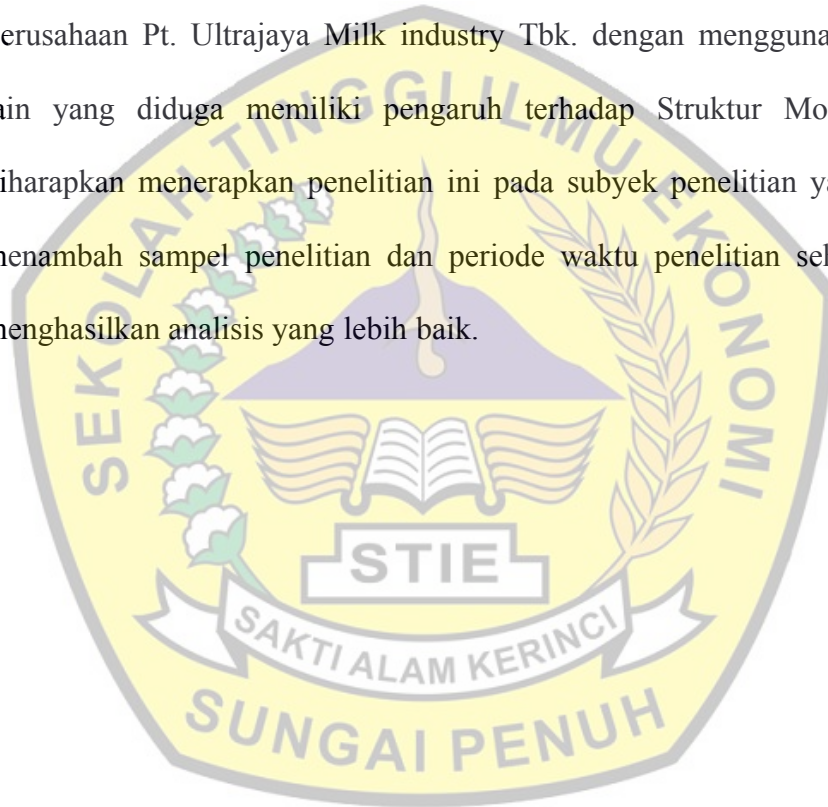 erusahaan Pt. Ultrajaya Milk industry Tbk. dengan mengguna
ain yang diduga memiliki pengaruh terhadap Struktur Mo
iharapkan menerapkan penelitian ini pada subyek penelitian ya
nenambah sampel penelitian dan periode waktu penelitian sel
nenghasilkan analisis yang lebih baik.
SEKOLAH TINGGI ILMU EKONOMI
STIE
SAKTI ALAM KERINCI
SUNGAI PENUH